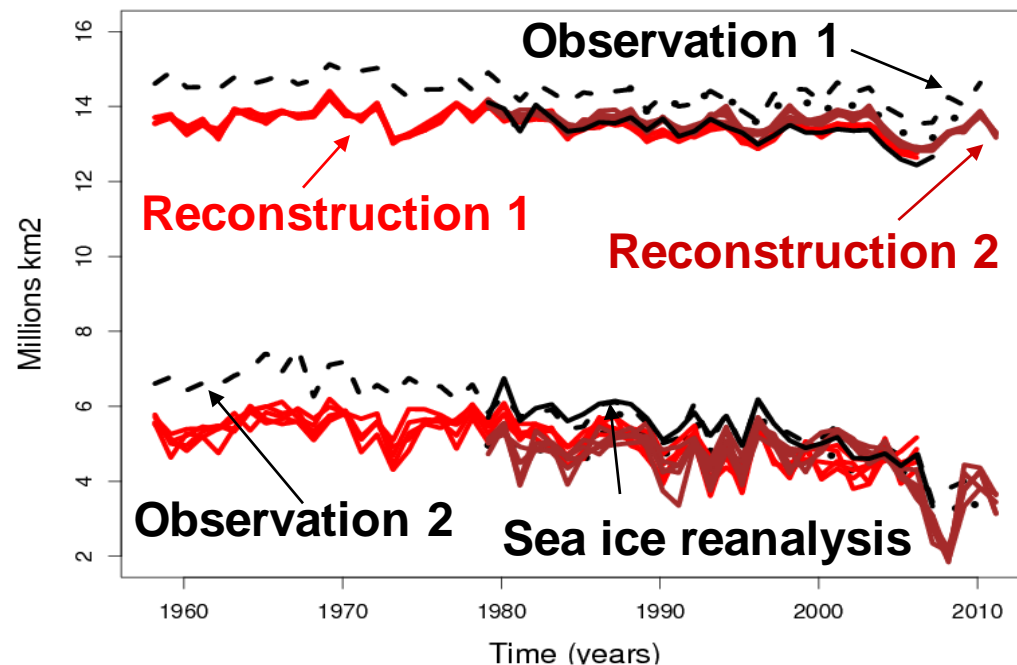 16
14
12
10
8
6
4
2
Millions km2
Observation 1
Reconstruction 1
Reconstruction 2
Observation 2
Sea ice reanalysis
1960 1970 1980 1990 2000 2010
Time (years)